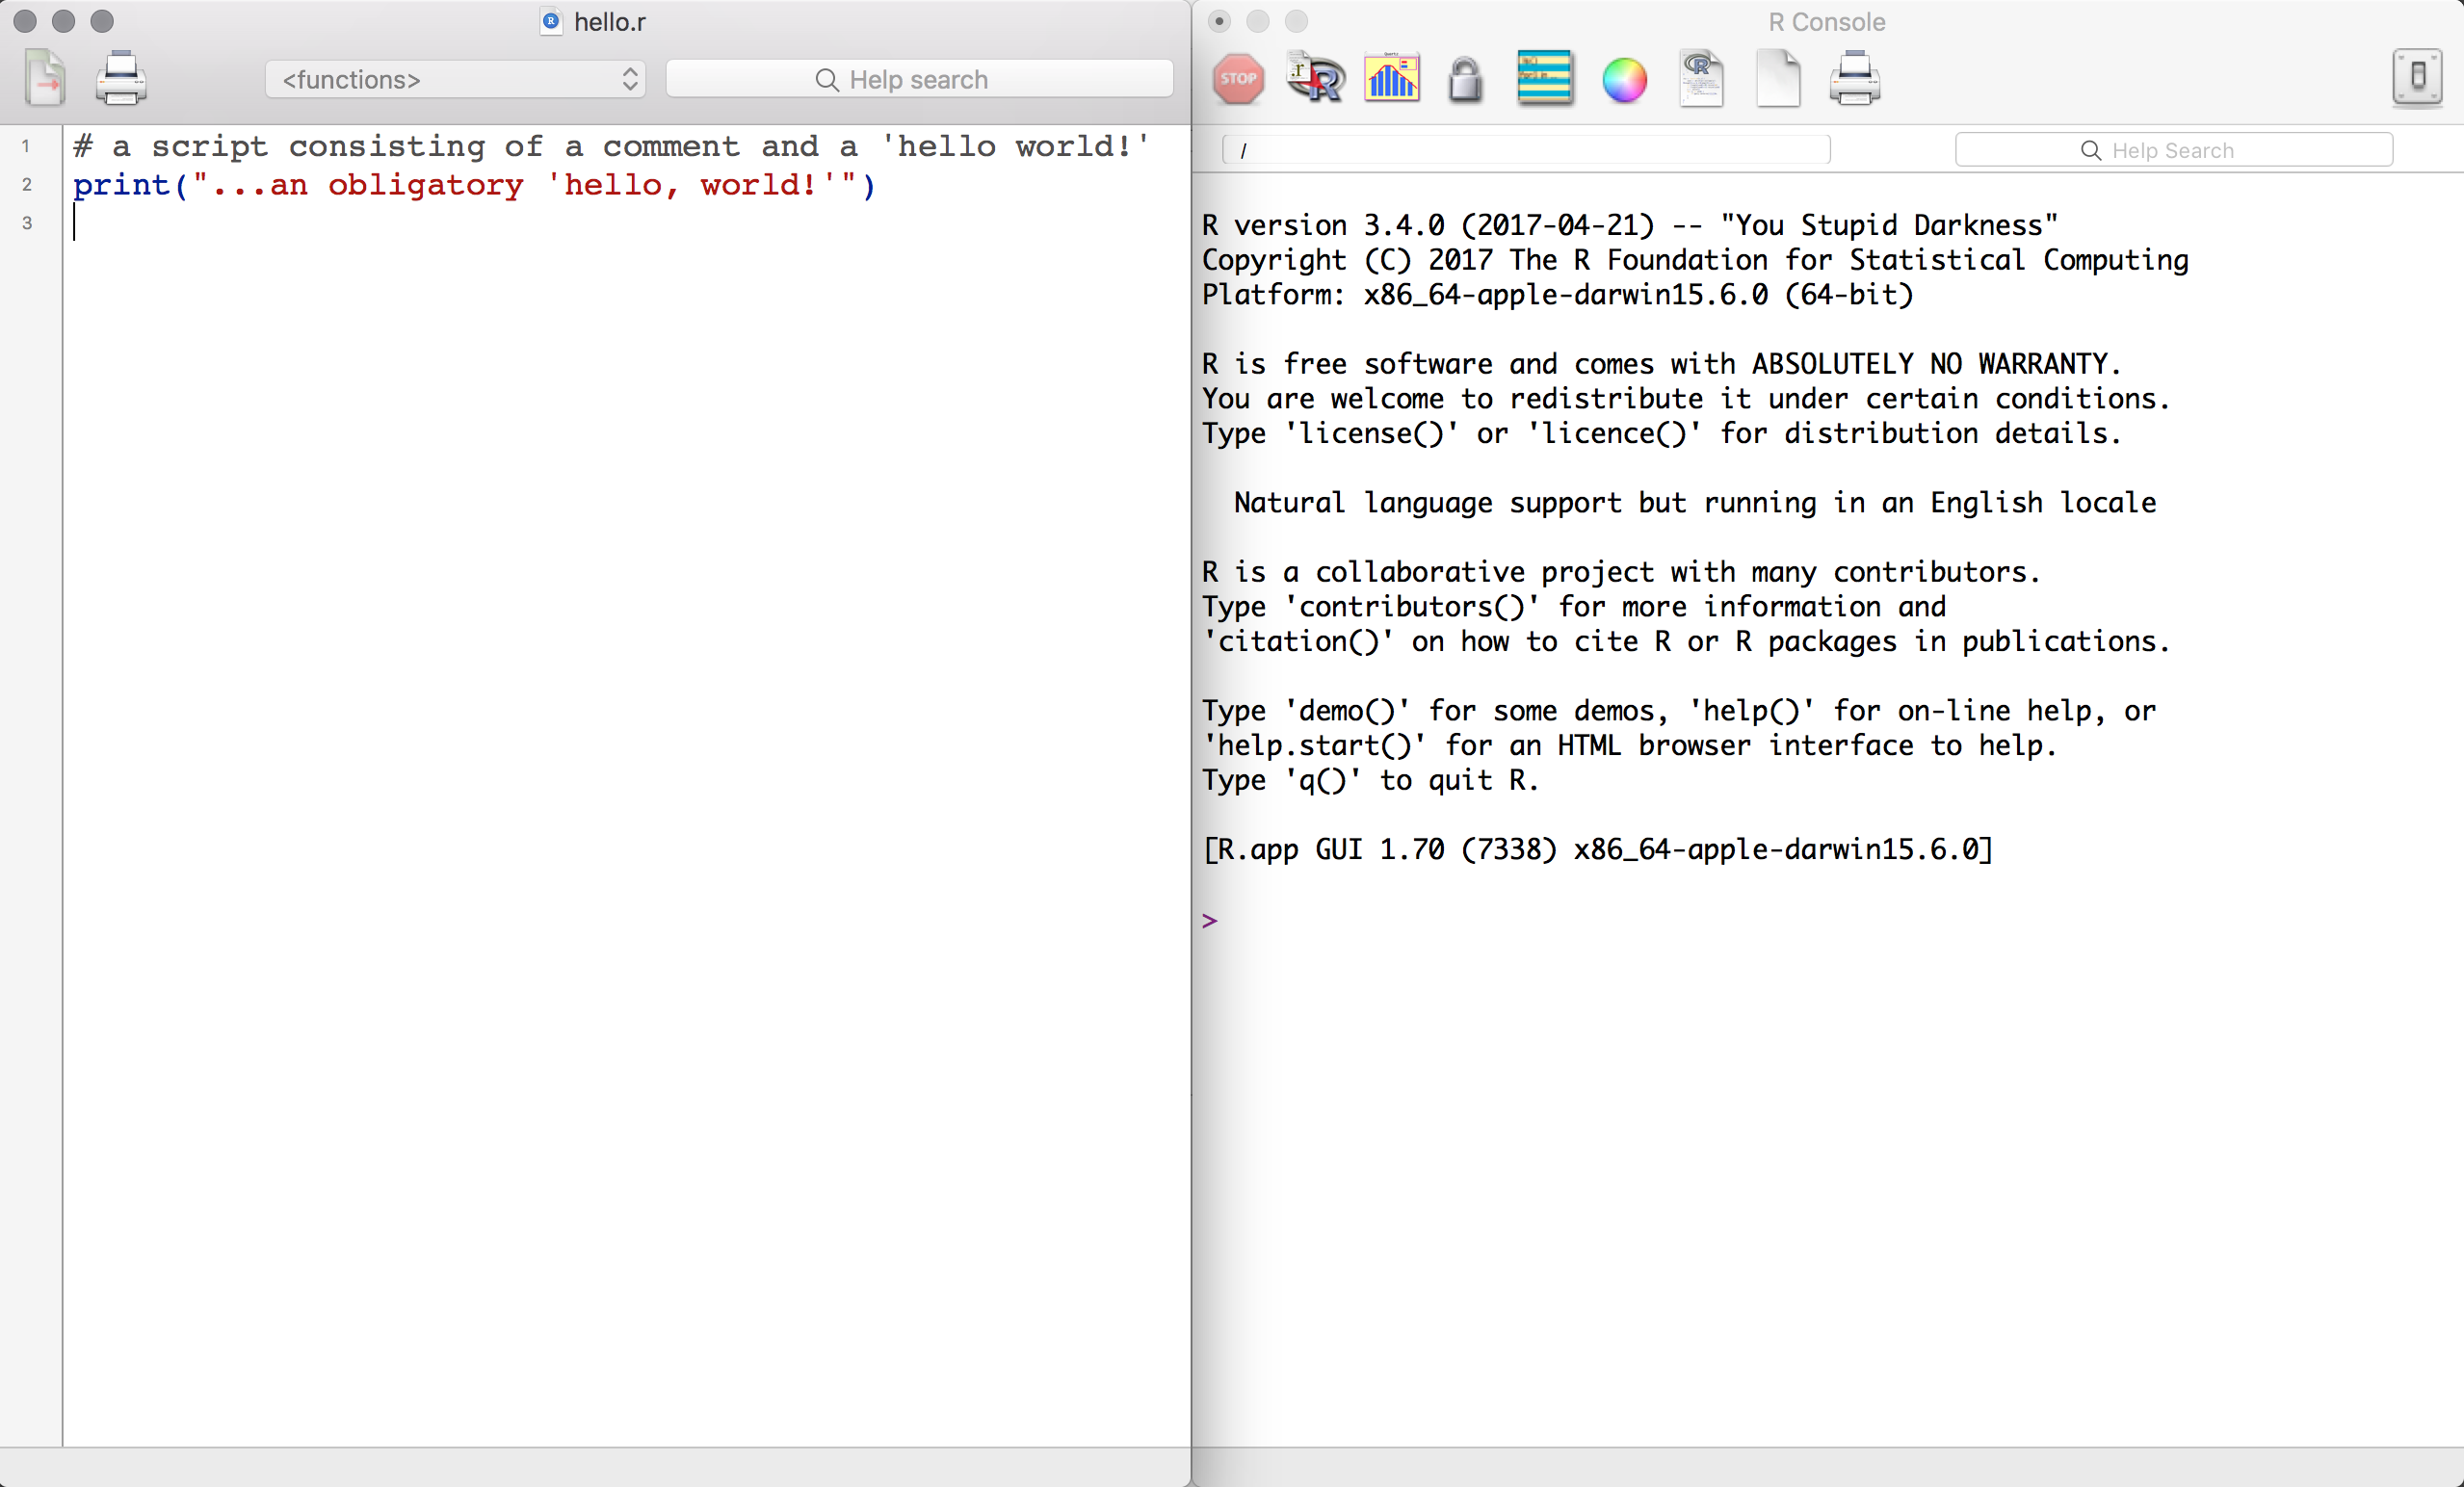 hello.r
<functions>
Help search
1 # a script consisting of a comment and a 'hello world!'
2 print("...an obligatory 'hello, world!'")
3
R Console
STOP
/
Help Search
R version 3.4.0 (2017-04-21) -- "You Stupid Darkness"
Copyright (C) 2017 The R Foundation for Statistical Computing
Platform: x86_64-apple-darwin15.6.0 (64-bit)
R is free software and comes with ABSOLUTELY NO WARRANTY.
You are welcome to redistribute it under certain conditions.
Type 'license()' or 'licence()' for distribution details.
Natural language support but running in an English locale
R is a collaborative project with many contributors.
Type 'contributors()' for more information and
'citation()' on how to cite R or R packages in publications.
Type 'demo()' for some demos, 'help()' for on-line help, or
'help.start()' for an HTML browser interface to help.
Type 'q()' to quit R.
[R.app GUI 1.70 (7338) x86_64-apple-darwin15.6.0]
>